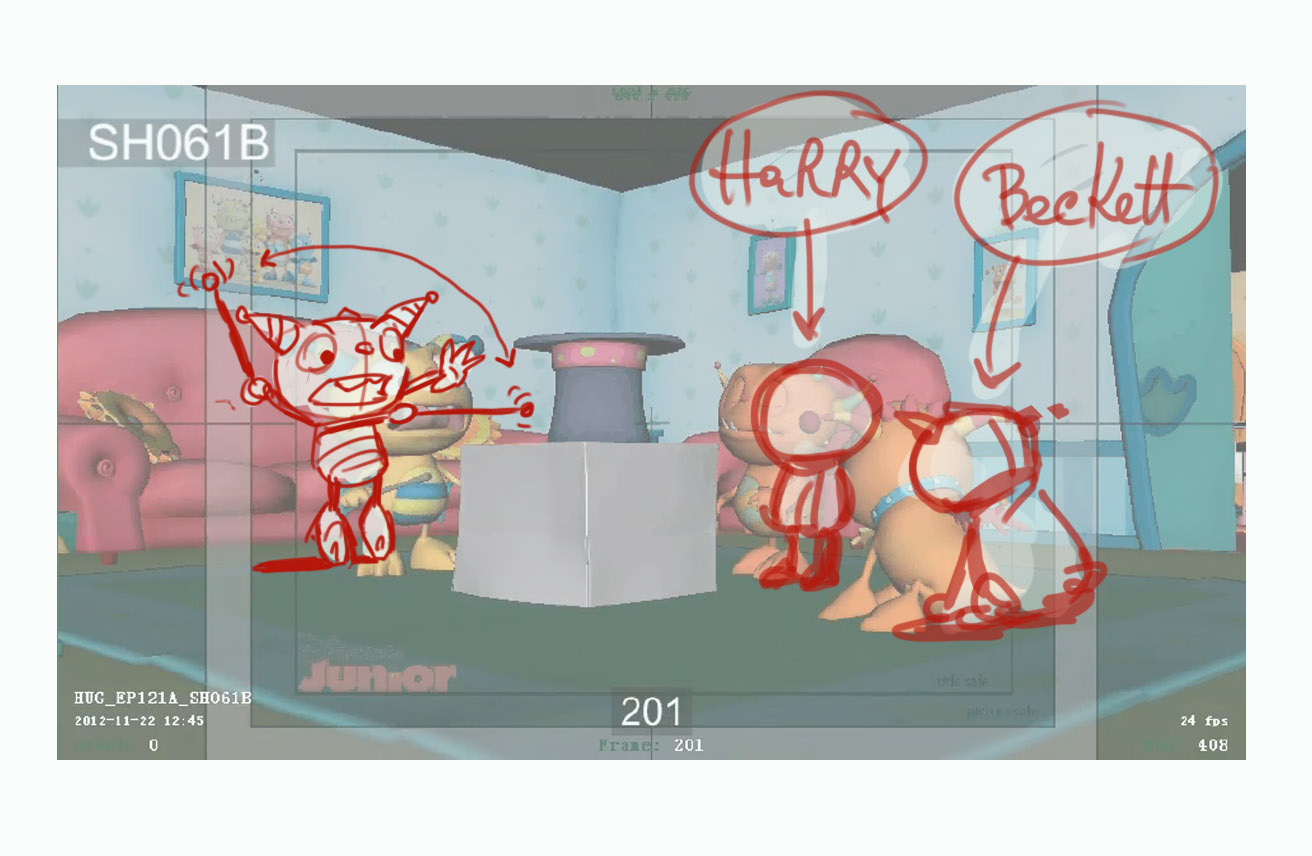 SH061B
HaRRY
BecKett
JUNiOR
title safe
picture safe
HUG_EP121A_SH061B
2012-11-22 12:45
0
201
Frame: 201
24 fps
408